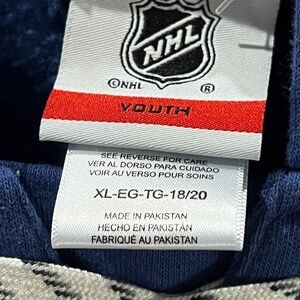 NHL
©NHL ®
YOUTH
SEE REVERSE FOR CARE
VER AL DORSO PARA CUIDADO
VOIR AU VERSO POUR SOINS
XL-EG-TG-18/20
MADE IN PAKISTAN
HECHO EN PAKISTAN
FABRIQUÉ AU PAKISTAN